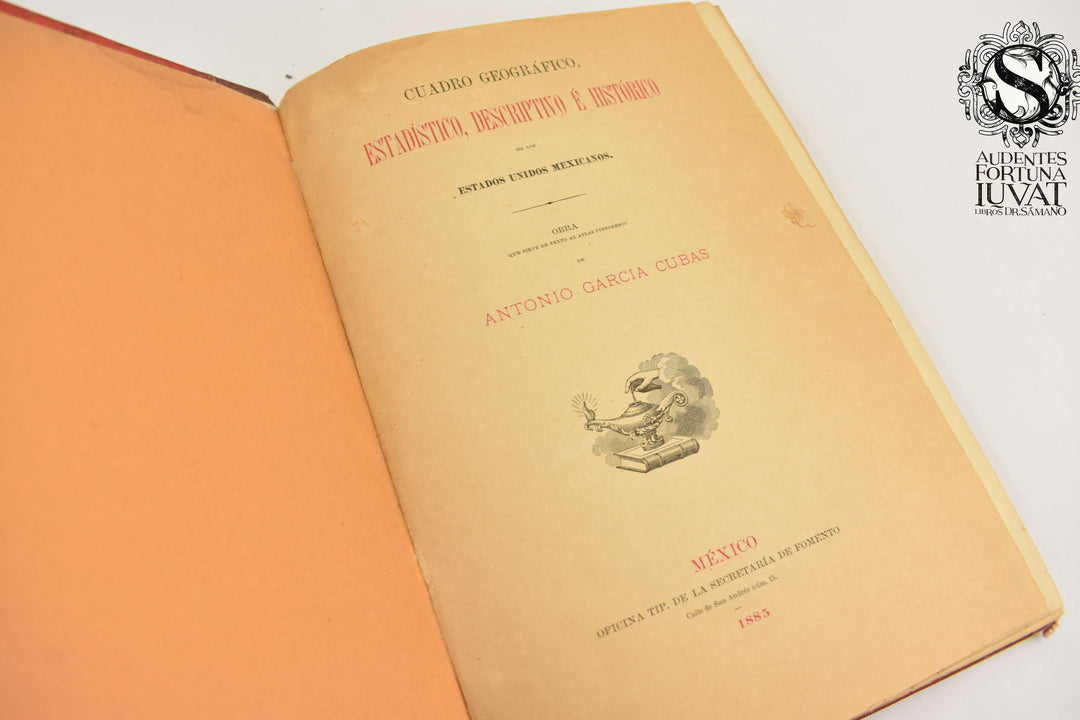 CUADRO GEOGRÁFICO,
ESTADÍSTICO, DESCRIPTIVO É HISTÓRICO
DE LOS
ESTADOS UNIDOS MEXICANOS.
OBRA
QUE SIRVE DE TEXTO AL ATLAS PINTORESCO
DE
ANTONIO GARCIA CUBAS
MÉXICO
OFICINA TIP. DE LA SECRETARÍA DE FOMENTO
Calle de San Andrés núm. 15.
1885
S
AUDENTES
FORTUNA
IUVAT
LIBROS DR. SÁMANO